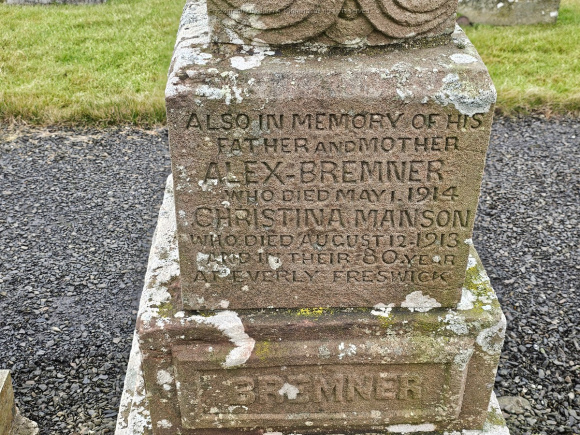 ALSO IN MEMORY OF HIS
FATHER AND MOTHER
ALEX-BREMNER
WHO DIED MAY 1. 1914
CHRISTINA MANSON
WHO DIED AUGUST 12. 1913
AND IN THEIR 80 YEAR
AT EVERLY FRESWICK
BREMNER